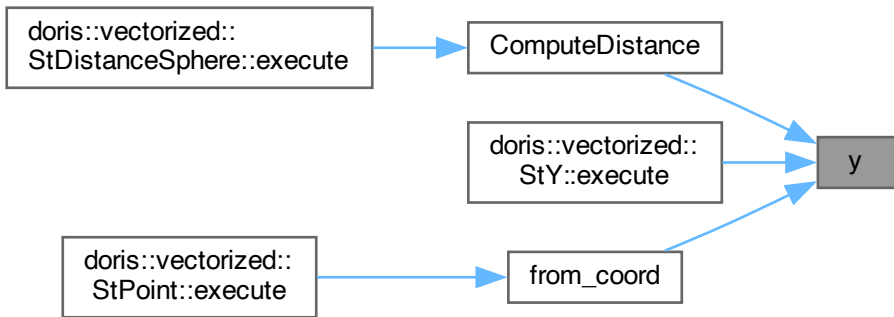 doris::vectorized::
StDistanceSphere::execute
ComputeDistance
doris::vectorized::
StY::execute
y
doris::vectorized::
StPoint::execute
from_coord